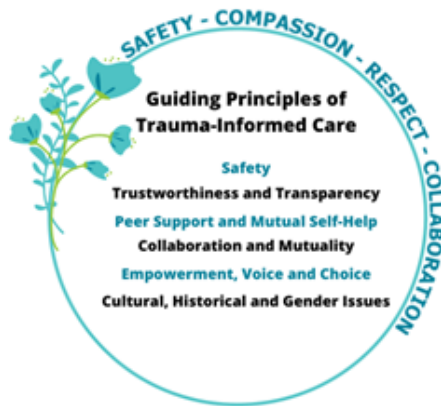 SAFETY - COMPASSION - RESPECT - COLLABORATION
Guiding Principles of
Trauma-Informed Care
Safety
Trustworthiness and Transparency
Peer Support and Mutual Self-Help
Collaboration and Mutuality
Empowerment, Voice and Choice
Cultural, Historical and Gender Issues